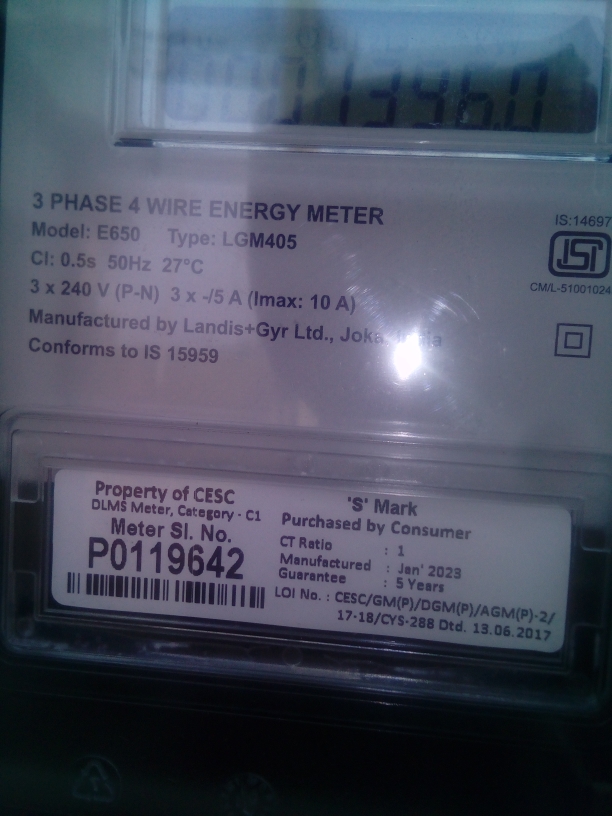 3 PHASE 4 WIRE ENERGY METER
Model: E650 Type: LGM405
Cl: 0.5s 50Hz 27°C
3 x 240 V (P-N) 3 x -/5 A (Imax: 10 A)
Manufactured by Landis+Gyr Ltd., Joka,
Conforms to IS 15959
IS:14697
ISI
CM/L-51001024
Property of CESC
DLMS Meter, Category - C1
Meter Sl. No.
P0119642
'S' Mark
Purchased by Consumer
CT Ratio : 1
Manufactured : Jan' 2023
Guarantee : 5 Years
LOI No. : CESC/GM(P)/DGM(P)/AGM(P)-2/
17-18/CYS-288 Dtd. 13.06.2017